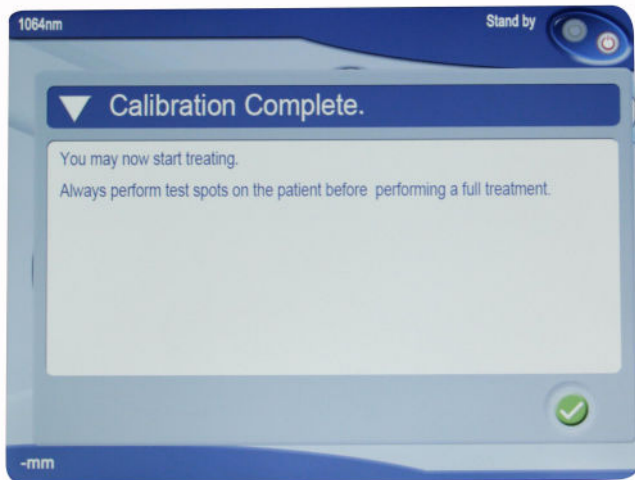 1064nm
Stand by
Calibration Complete.
You may now start treating.
Always perform test spots on the patient before performing a full treatment.
-mm